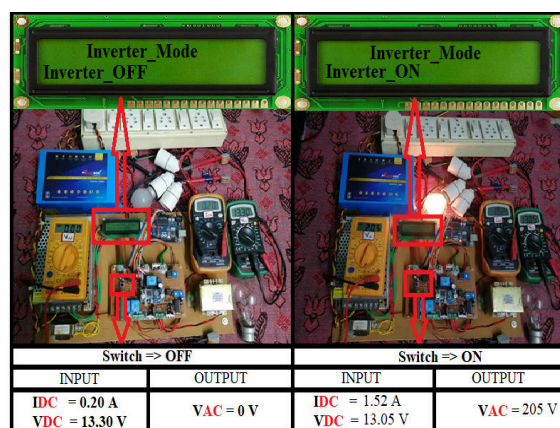 Inverter_Mode
Inverter_OFF
Inverter_Mode
Inverter_ON
Switch => OFF
Switch => ON
INPUT
OUTPUT
INPUT
OUTPUT
IDC = 0.20 A
VDC = 13.30 V
VAC = 0 V
IDC = 1.52 A
VDC = 13.05 V
VAC = 205 V